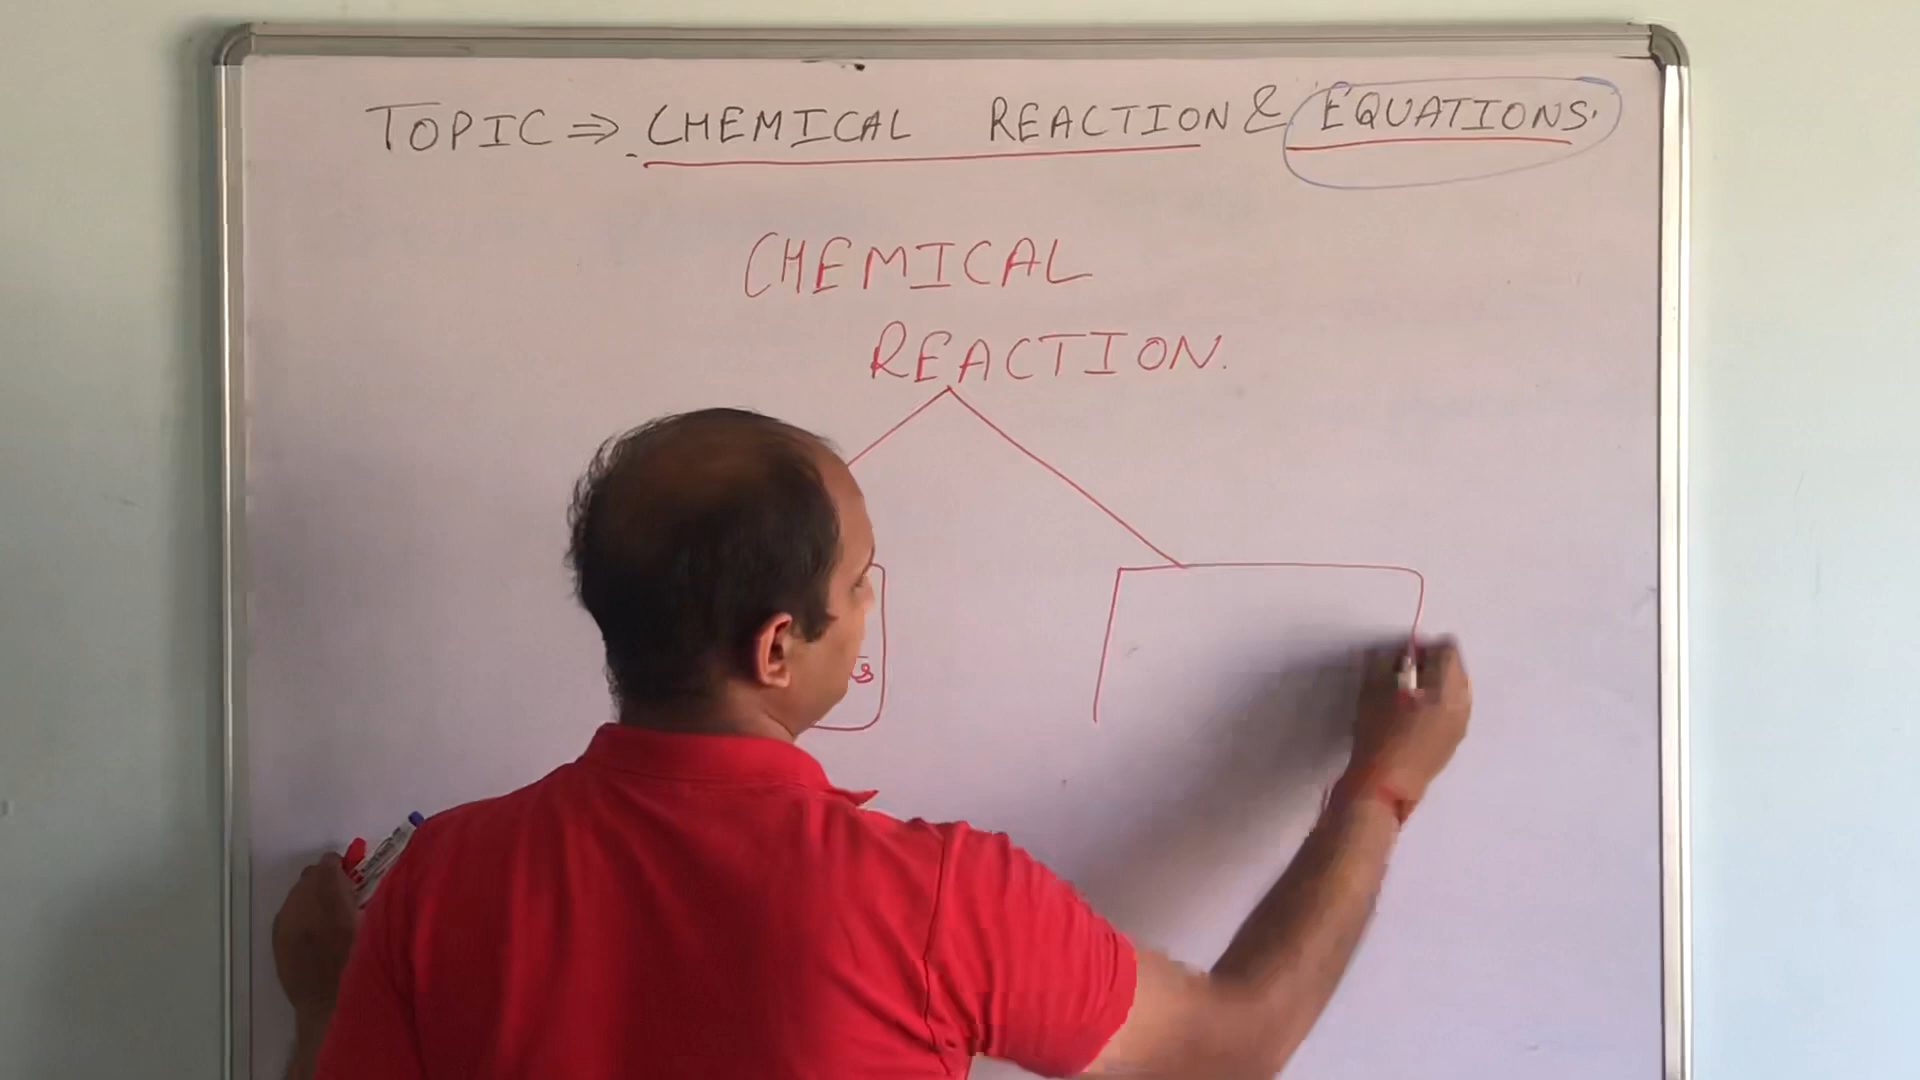 TOPIC ⇒ CHEMICAL REACTION & EQUATIONS.
CHEMICAL
REACTION.